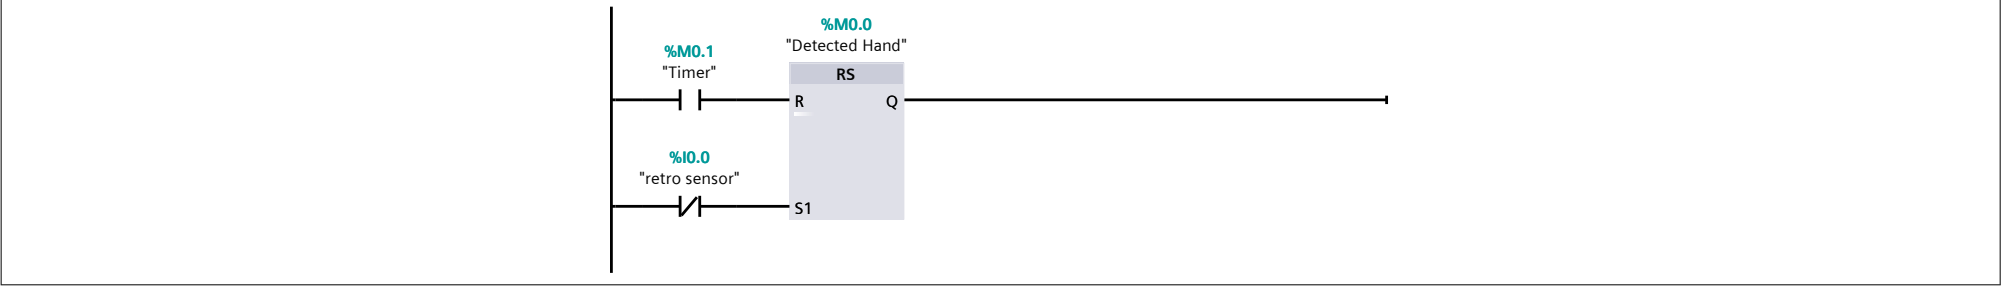 %M0.0
"Detected Hand"
%M0.1
"Timer"
RS
R
Q
%I0.0
"retro sensor"
S1